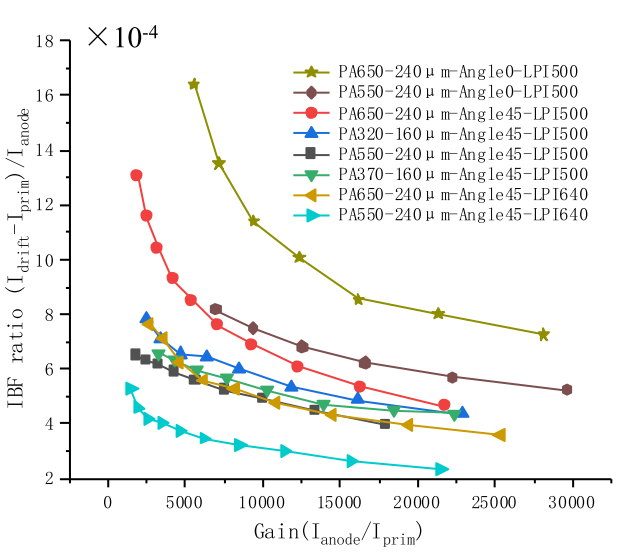 ×10-4
18
16
14
12
10
8
6
4
2
IBF ratio (Idrift-Iprim)/Ianode
PA650-240μm-Angle0-LPI500
PA550-240μm-Angle0-LPI500
PA650-240μm-Angle45-LPI500
PA320-160μm-Angle45-LPI500
PA550-240μm-Angle45-LPI500
PA370-160μm-Angle45-LPI500
PA650-240μm-Angle45-LPI640
PA550-240μm-Angle45-LPI640
0 5000 10000 15000 20000 25000 30000
Gain(Ianode/Iprim)